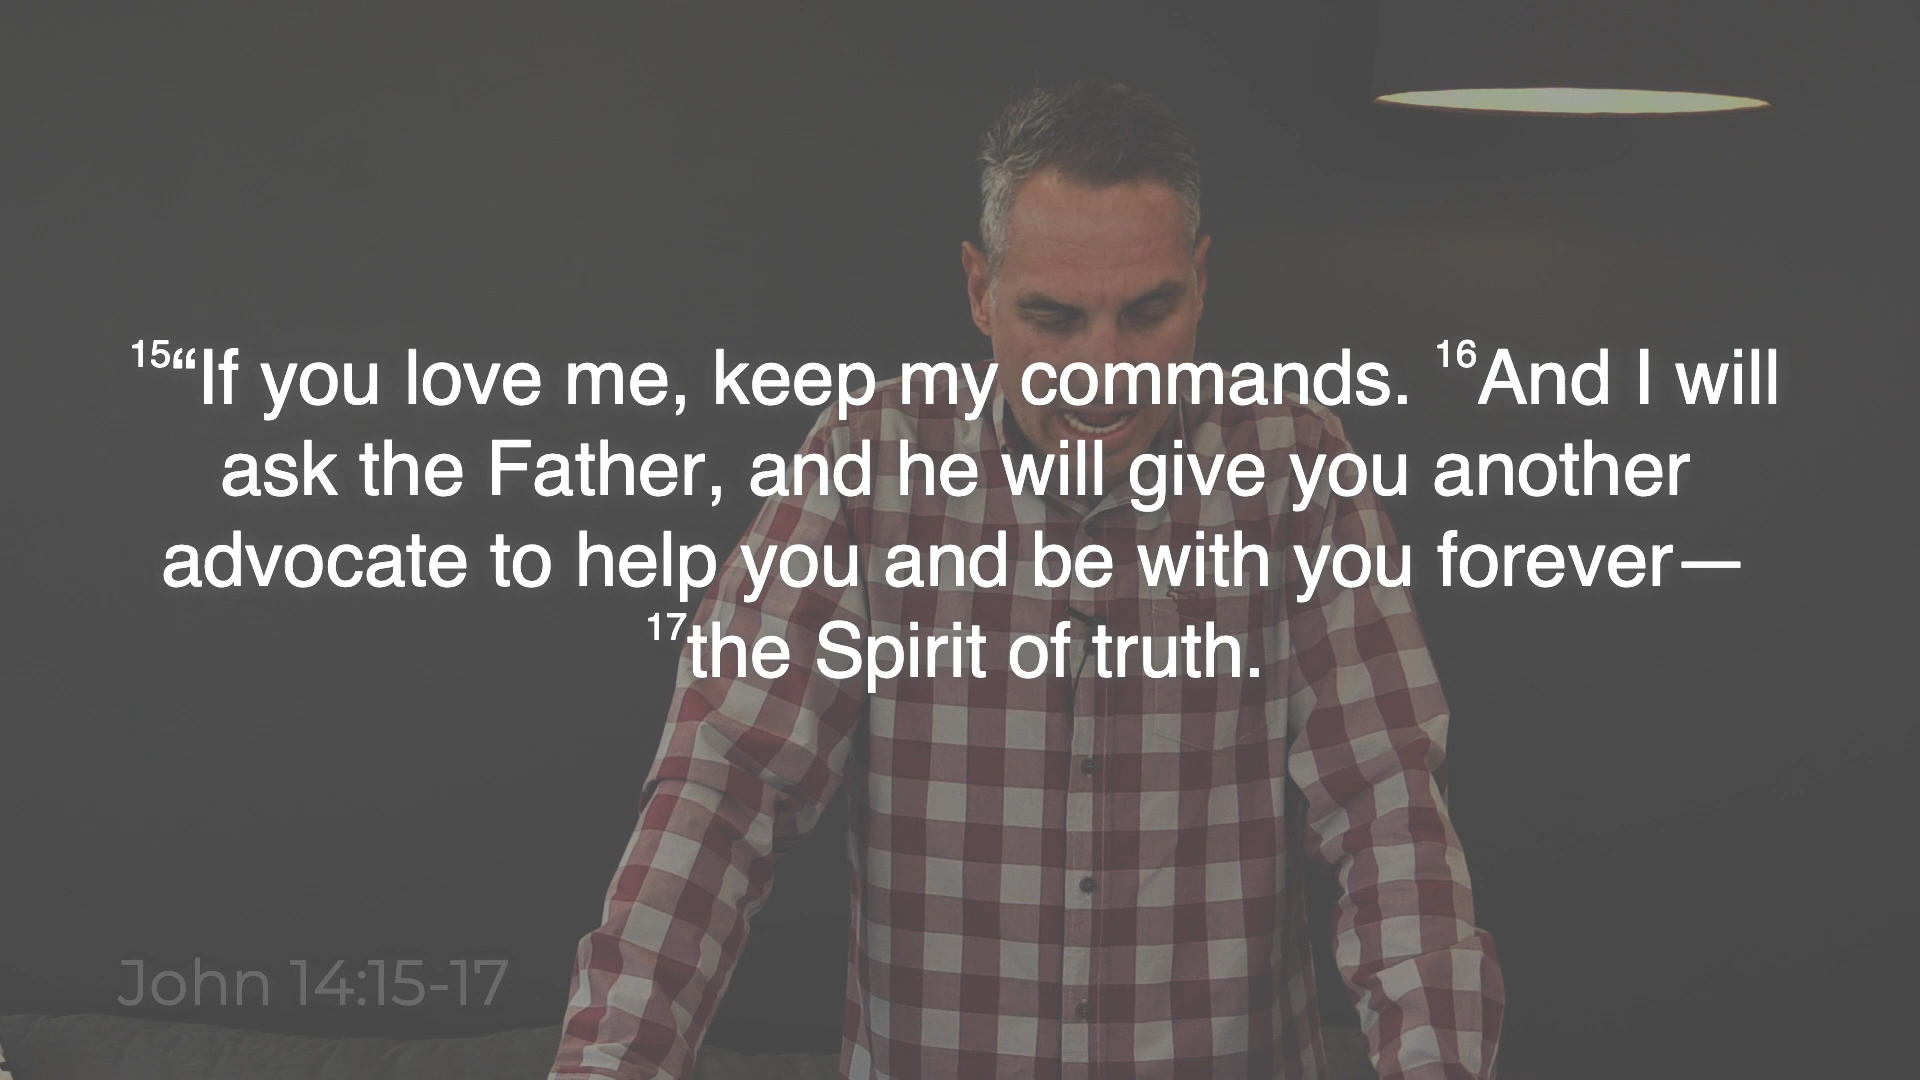 15“If you love me, keep my commands. 16And I will
ask the Father, and he will give you another
advocate to help you and be with you forever—
17the Spirit of truth.
John 14:15-17